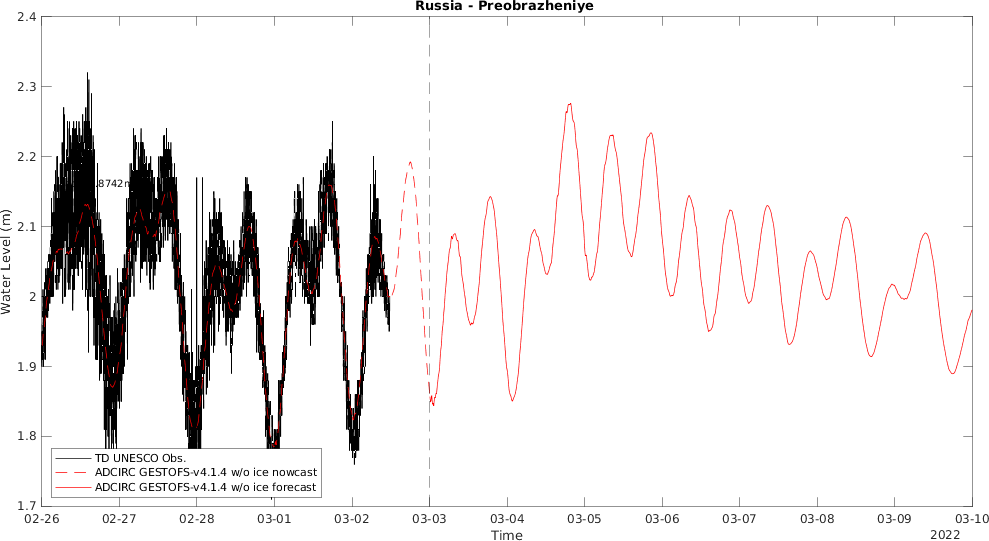 Russia - Preobrazheniye
2.4
2.3
2.2
2.1
2
1.9
1.8
1.7
Water Level (m)
TD UNESCO Obs.
ADCIRC GESTOFS-v4.1.4 w/o ice nowcast
ADCIRC GESTOFS-v4.1.4 w/o ice forecast
02-26 02-27 02-28 03-01 03-02 03-03 03-04 03-05 03-06 03-07 03-08 03-09 03-10
Time
2022